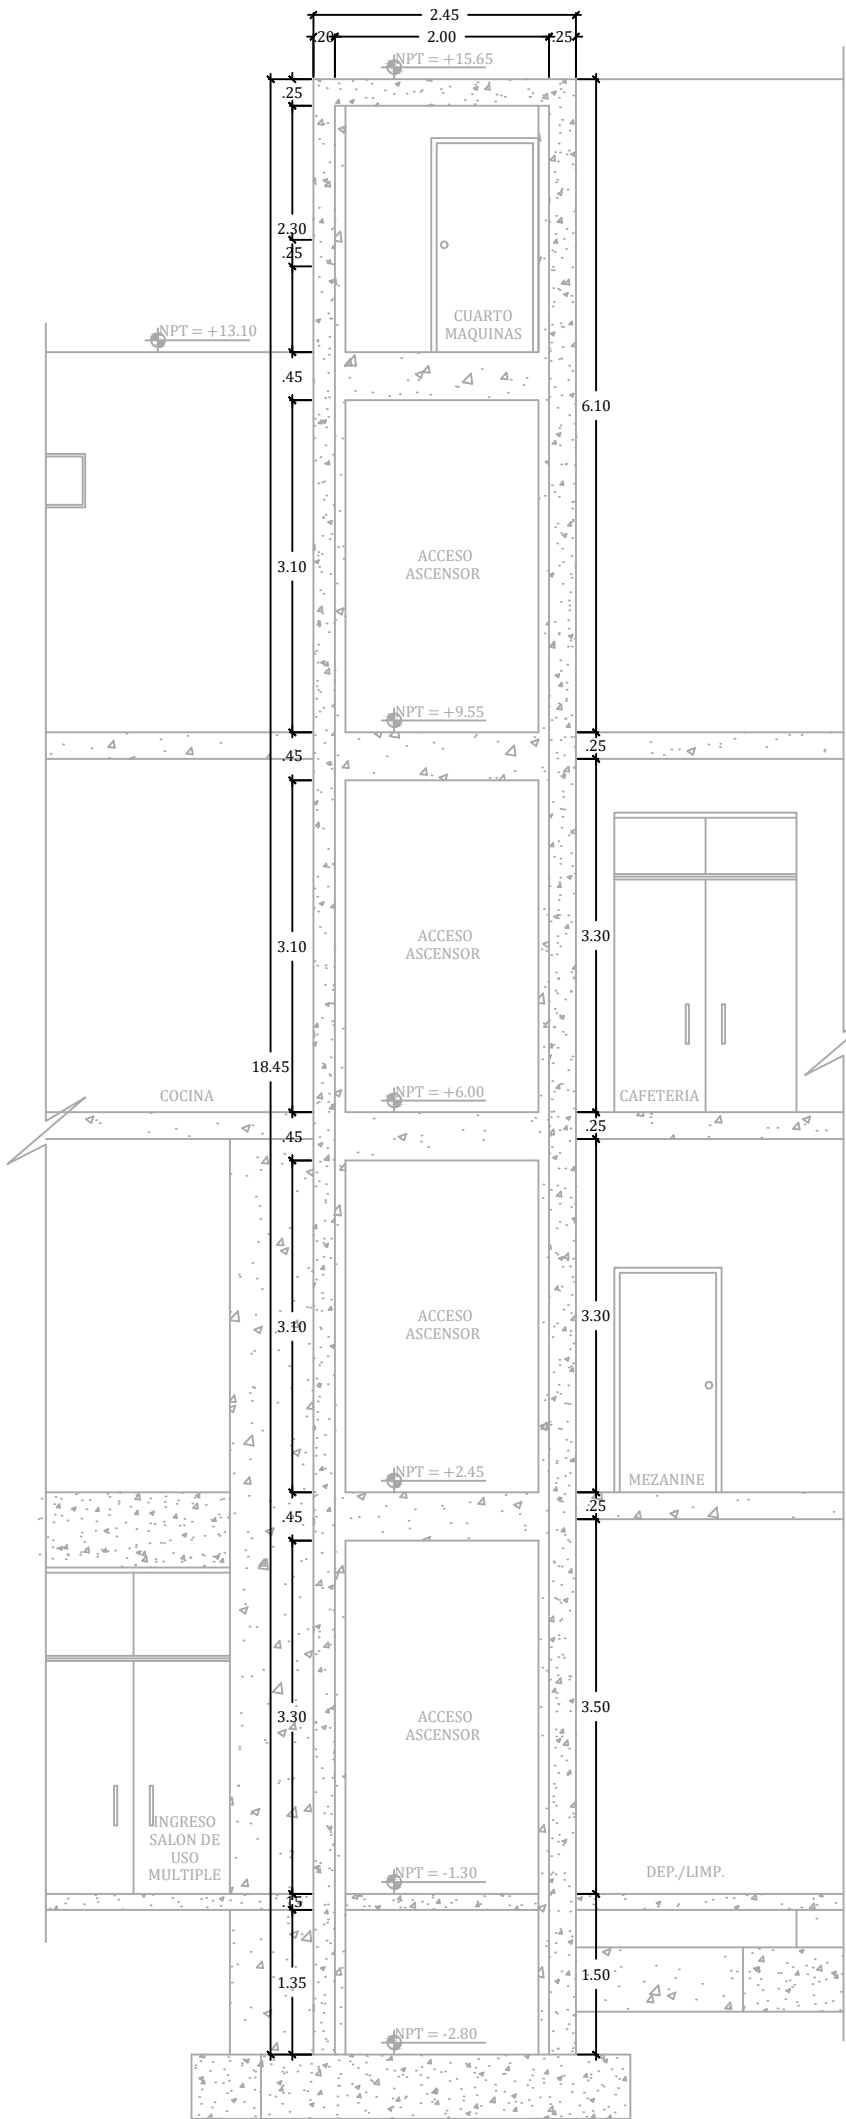 2.45
.20
2.00
.25
NPT = +15.65
.25
2.30
.25
CUARTO
MAQUINAS
NPT = +13.10
.45
6.10
ACCESO
ASCENSOR
3.10
NPT = +9.55
.45
.25
ACCESO
ASCENSOR
3.10
3.30
18.45
COCINA
NPT = +6.00
CAFETERIA
.45
.25
ACCESO
ASCENSOR
3.10
3.30
NPT = +2.45
MEZANINE
.45
.25
ACCESO
ASCENSOR
3.30
3.50
INGRESO
SALON DE
USO
MULTIPLE
NPT = -1.30
DEP./LIMP.
.15
1.35
1.50
NPT = -2.80